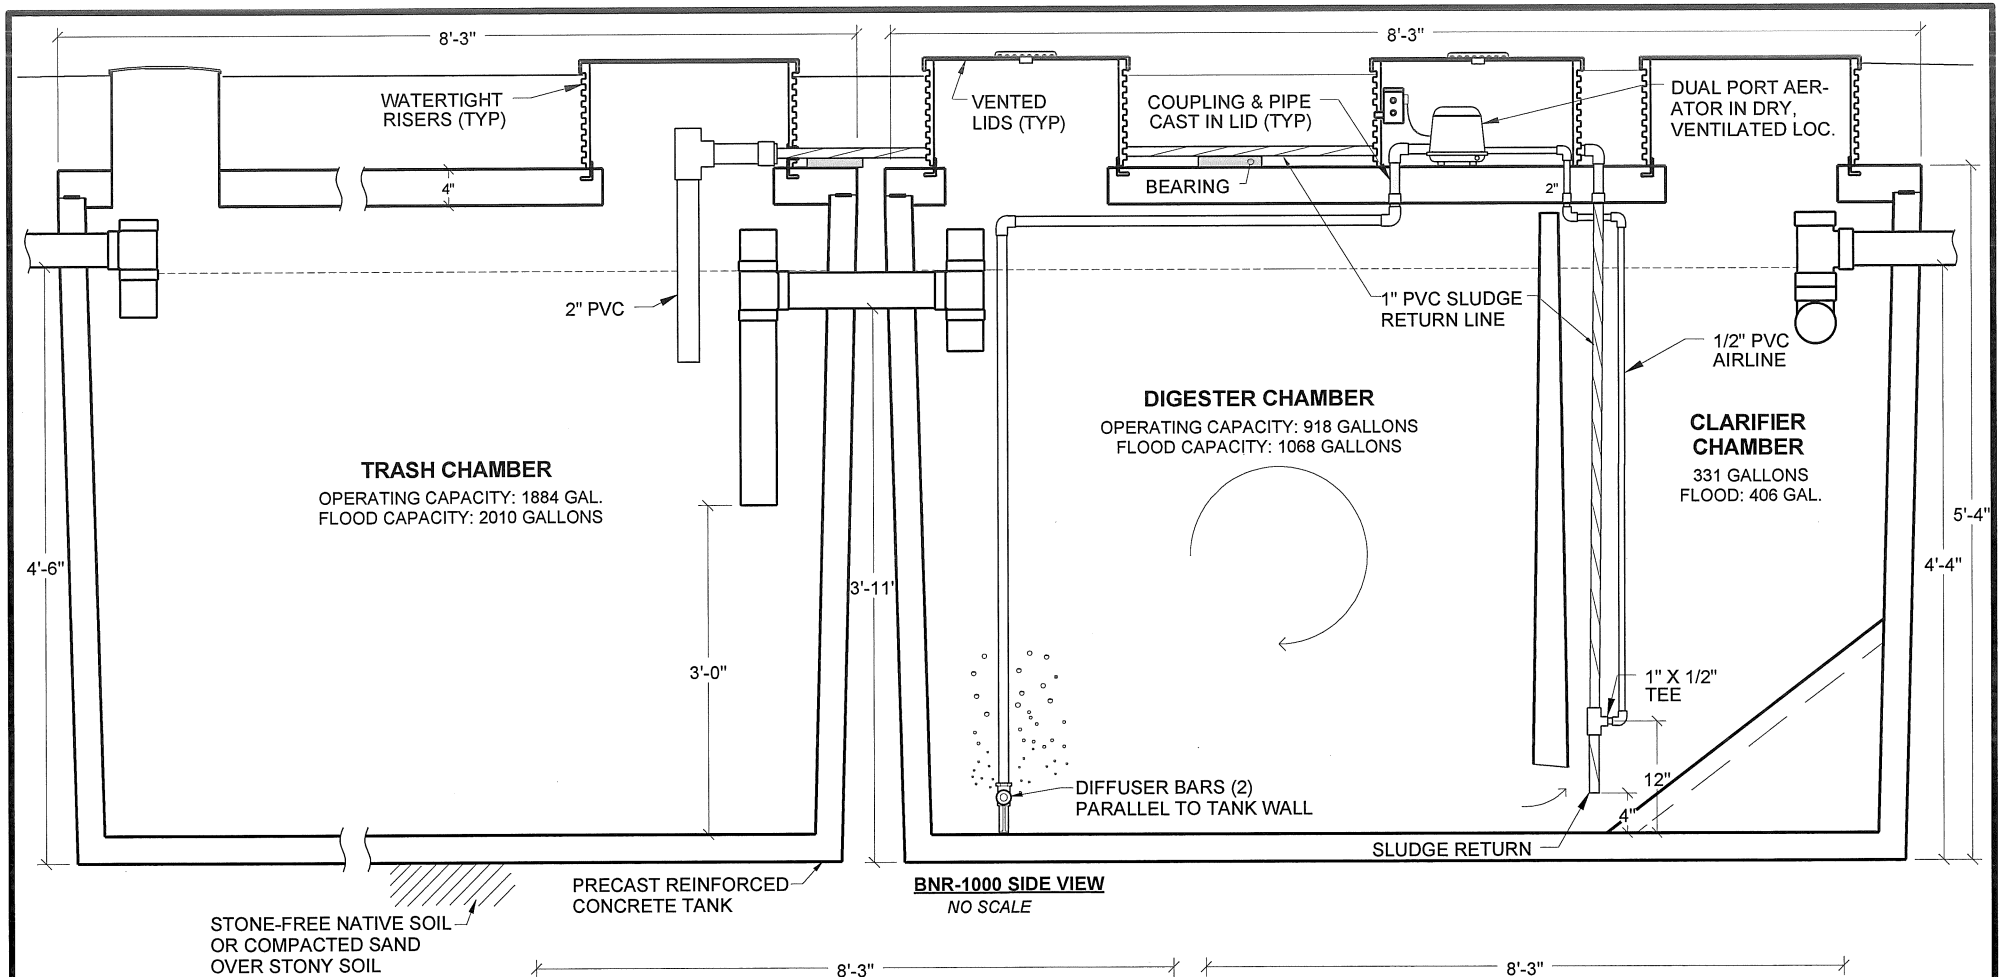 8'-3"
8'-3"
WATERTIGHT
RISERS (TYP)
VENTED
LIDS (TYP)
COUPLING & PIPE
CAST IN LID (TYP)
DUAL PORT AER-
ATOR IN DRY,
VENTILATED LOC.
4"
BEARING
2"
2" PVC
1" PVC SLUDGE
RETURN LINE
1/2" PVC
AIRLINE
TRASH CHAMBER
OPERATING CAPACITY: 1884 GAL.
FLOOD CAPACITY: 2010 GALLONS
DIGESTER CHAMBER
OPERATING CAPACITY: 918 GALLONS
FLOOD CAPACITY: 1068 GALLONS
CLARIFIER
CHAMBER
331 GALLONS
FLOOD: 406 GAL.
5'-4"
4'-6"
3'-11'
4'-4"
3'-0"
1" X 1/2"
TEE
12"
4"
DIFFUSER BARS (2)
PARALLEL TO TANK WALL
SLUDGE RETURN
PRECAST REINFORCED
CONCRETE TANK
BNR-1000 SIDE VIEW
NO SCALE
STONE-FREE NATIVE SOIL
OR COMPACTED SAND
OVER STONY SOIL
8'-3"
8'-3"